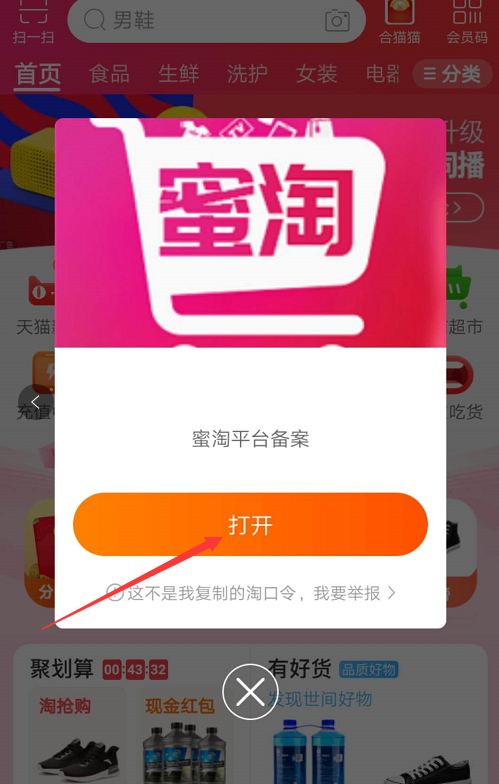 男鞋
扫一扫
合猫猫
会员码
首页 食品 生鲜 洗护 女装 电器 分类
升级
同播
蜜淘
天猫
超市
充值
吃货
蜜淘平台备案
打开
这不是我复制的淘口令，我要举报
分
聚划算 00:43:32
有好货 品质好物
淘抢购
现金红包
发现世间好物